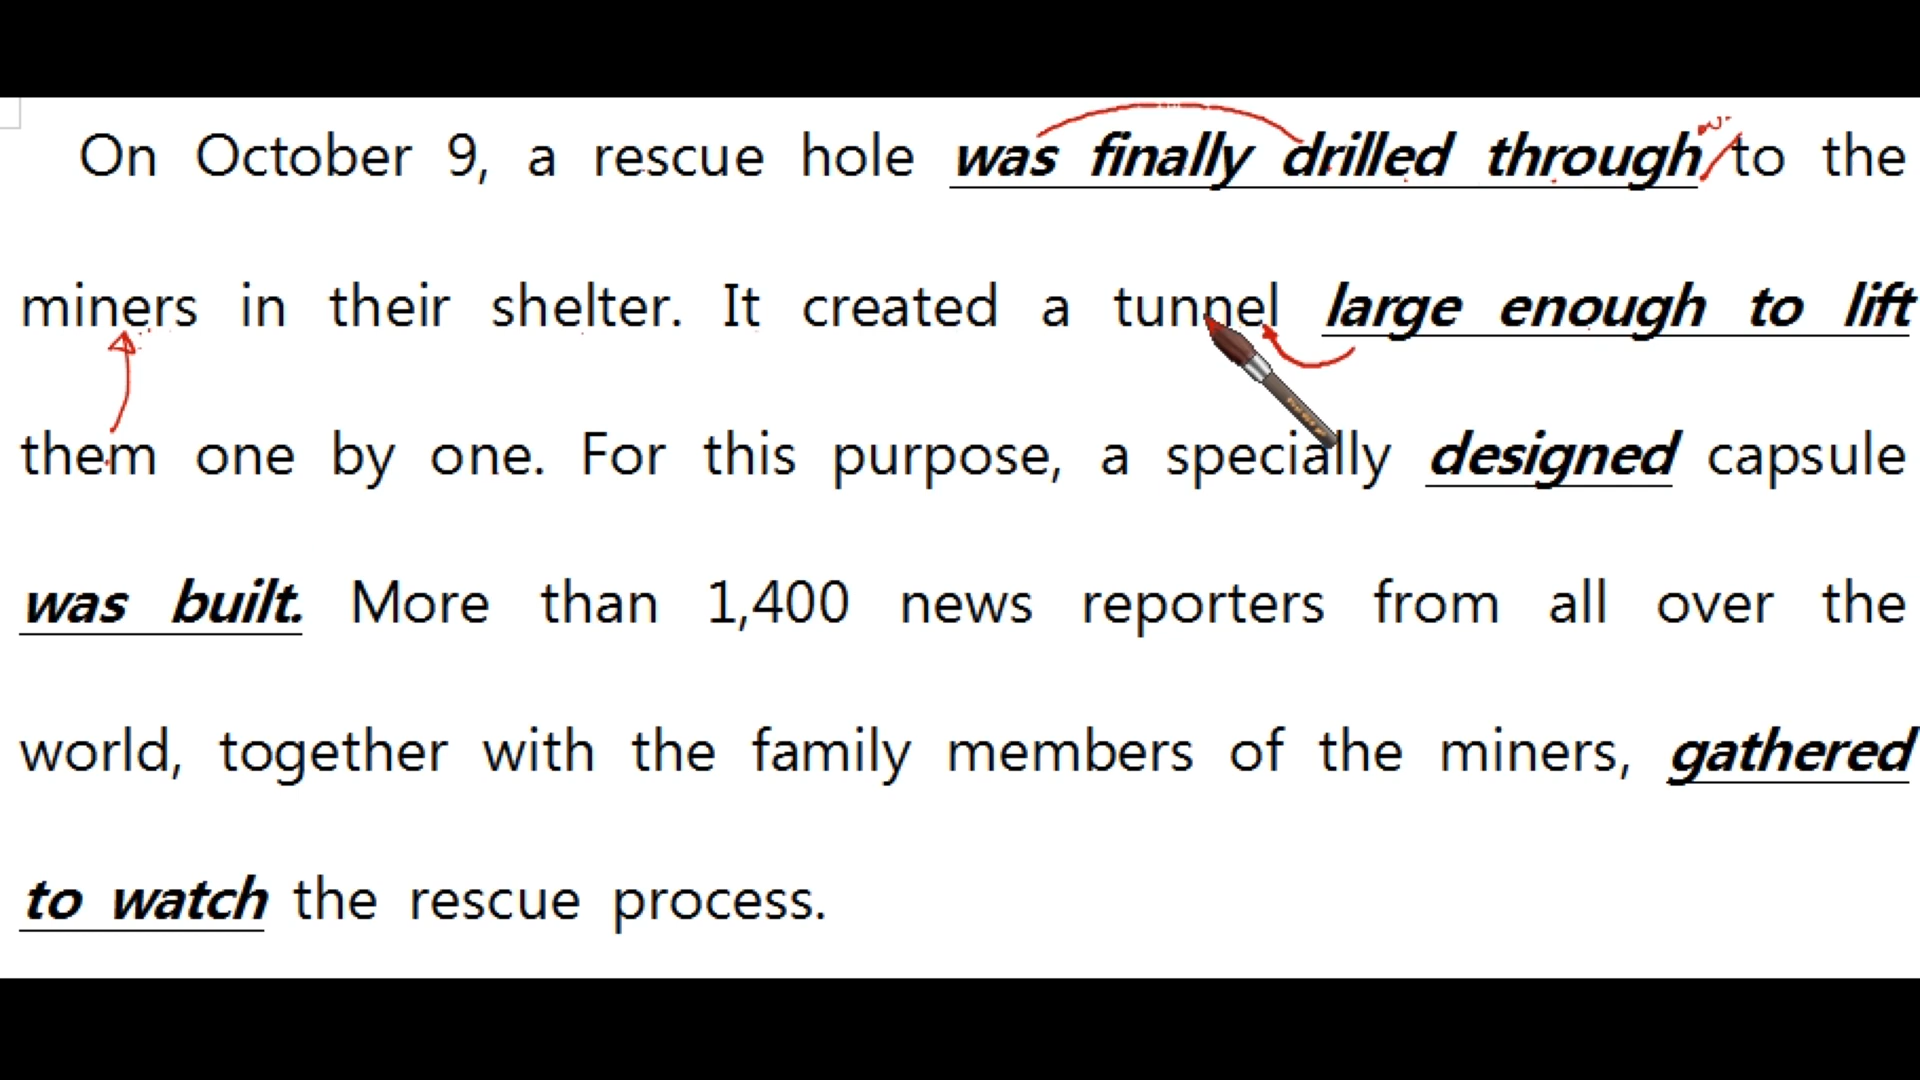 On October 9, a rescue hole was finally drilled through to the
miners in their shelter. It created a tunnel large enough to lift
them one by one. For this purpose, a specially designed capsule
was built. More than 1,400 news reporters from all over the
world, together with the family members of the miners, gathered
to watch the rescue process.